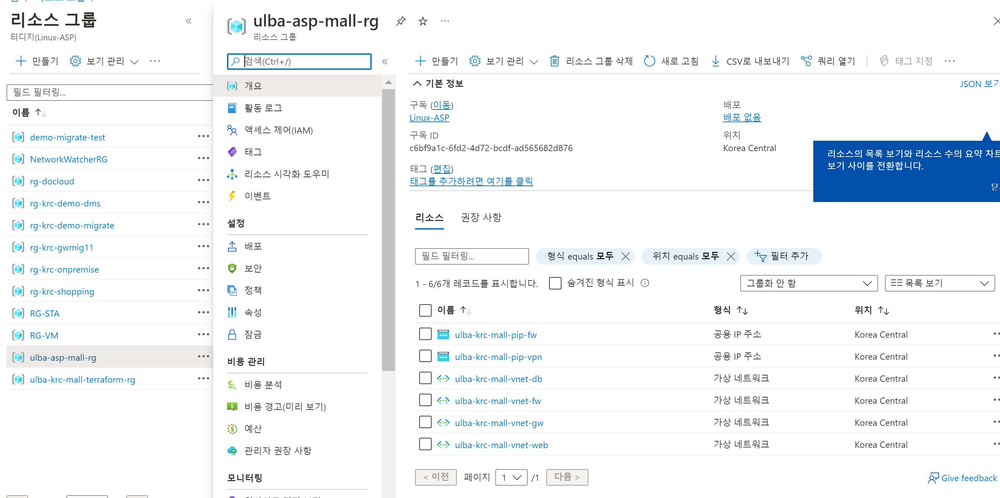 리소스 그룹
티디지(Linux-ASP)
만들기
보기 관리
필드 필터링...
이름
demo-migrate-test
NetworkWatcherRG
rg-docloud
rg-krc-demo-dms
rg-krc-demo-migrate
rg-krc-gwmig11
rg-krc-onpremise
rg-krc-shopping
RG-STA
RG-VM
ulba-asp-mall-rg
ulba-krc-mall-terraform-rg
ulba-asp-mall-rg
리소스 그룹
검색(Ctrl+/)
개요
활동 로그
액세스 제어(IAM)
태그
리소스 시각화 도우미
이벤트
설정
배포
보안
정책
속성
잠금
비용 관리
비용 분석
비용 경고(미리 보기)
예산
관리자 권장 사항
모니터링
만들기 보기 관리 리소스 그룹 삭제 새로 고침 CSV로 내보내기 쿼리 열기 태그 지정
기본 정보
JSON 보기
구독 (이동)
Linux-ASP
구독 ID
c6bf9a1c-6fd2-4d72-bcdf-ad565682d876
태그 (편집)
태그를 추가하려면 여기를 클릭
배포
배포 없음
위치
Korea Central
리소스의 목록 보기와 리소스 수의 요약 차트
보기 사이를 전환합니다.
리소스 권장 사항
필드 필터링... 형식 equals 모두 위치 equals 모두 필터 추가
1 - 6/6개 레코드를 표시합니다. 숨겨진 형식 표시 그룹화 안 함 목록 보기
이름 형식 위치
ulba-krc-mall-pip-fw 공용 IP 주소 Korea Central
ulba-krc-mall-pip-vpn 공용 IP 주소 Korea Central
ulba-krc-mall-vnet-db 가상 네트워크 Korea Central
ulba-krc-mall-vnet-fw 가상 네트워크 Korea Central
ulba-krc-mall-vnet-gw 가상 네트워크 Korea Central
ulba-krc-mall-vnet-web 가상 네트워크 Korea Central
< 이전 페이지 1 /1 다음 >
Give feedback